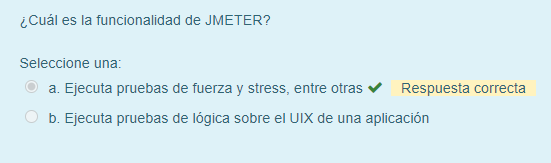 ¿Cuál es la funcionalidad de JMETER?
Seleccione una:
a. Ejecuta pruebas de fuerza y stress, entre otras ✔ Respuesta correcta
b. Ejecuta pruebas de lógica sobre el UIX de una aplicación